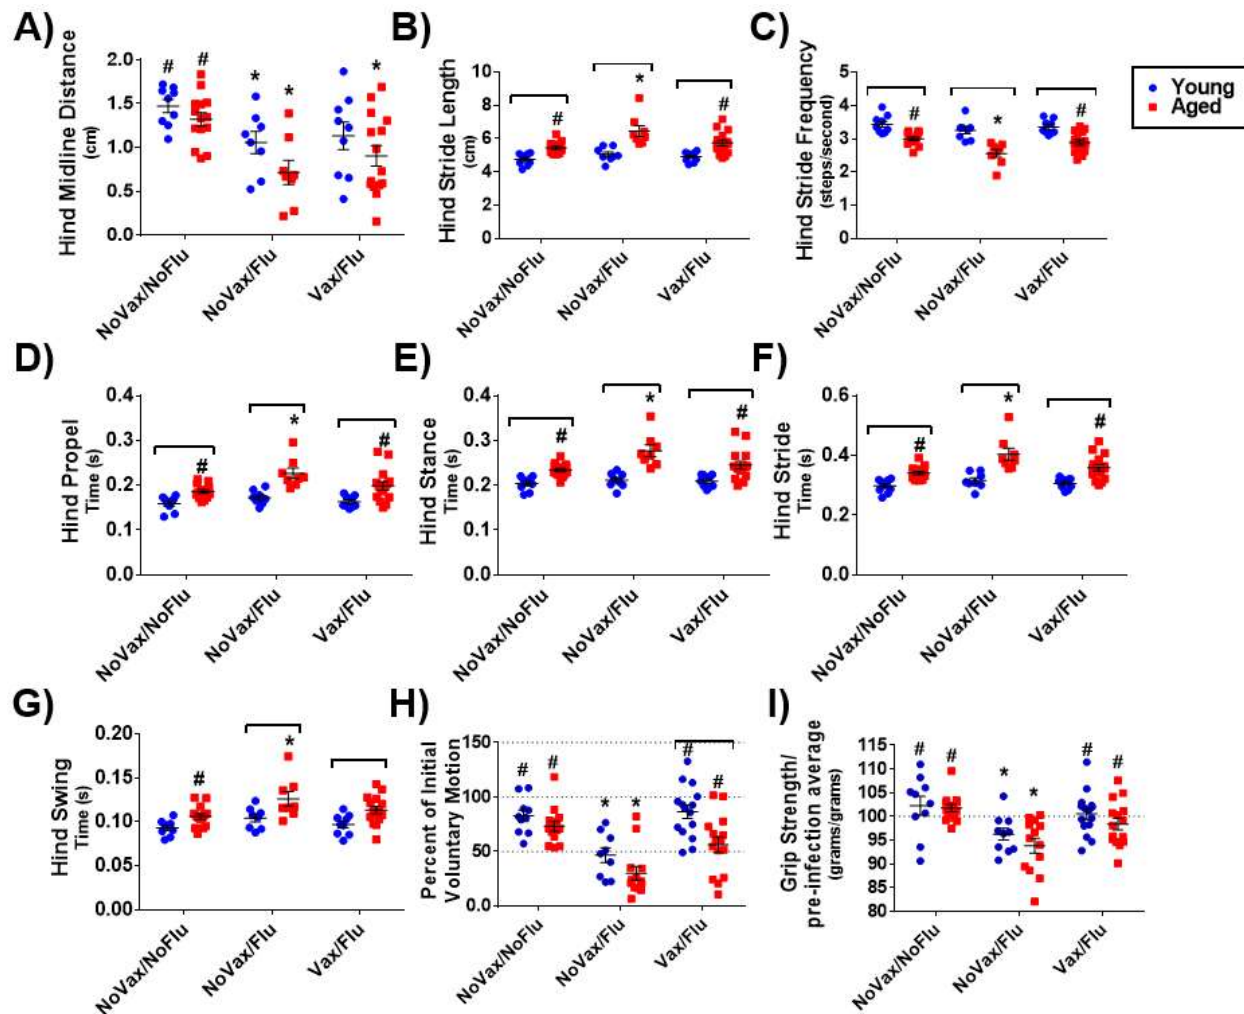 A)
Hind Midline Distance
(cm)
2.0
1.5
1.0
0.5
0.0
# # * * *
NoVax/NoFlu
NoVax/Flu
Vax/Flu
B)
Hind Stride Length
(cm)
10
8
6
4
2
0
# * #
NoVax/NoFlu
NoVax/Flu
Vax/Flu
C)
Hind Stride Frequency
(steps/second)
5
4
3
2
1
0
# * #
NoVax/NoFlu
NoVax/Flu
Vax/Flu
Young
Aged
D)
Hind Propel
Time (s)
0.4
0.3
0.2
0.1
0.0
# * #
NoVax/NoFlu
NoVax/Flu
Vax/Flu
E)
Hind Stance
Time (s)
0.4
0.3
0.2
0.1
0.0
# * #
NoVax/NoFlu
NoVax/Flu
Vax/Flu
F)
Hind Stride
Time (s)
0.6
0.4
0.2
0.0
# * #
NoVax/NoFlu
NoVax/Flu
Vax/Flu
G)
Hind Swing
Time (s)
0.20
0.15
0.10
0.05
0.00
# *
NoVax/NoFlu
NoVax/Flu
Vax/Flu
H)
Percent of Initial
Voluntary Motion
150
100
50
0.0
# # * * # #
NoVax/NoFlu
NoVax/Flu
Vax/Flu
I)
Grip Strength/
pre-infection average
(grams/grams)
115
110
105
100
95
90
85
80
# # * * # #
NoVax/NoFlu
NoVax/Flu
Vax/Flu